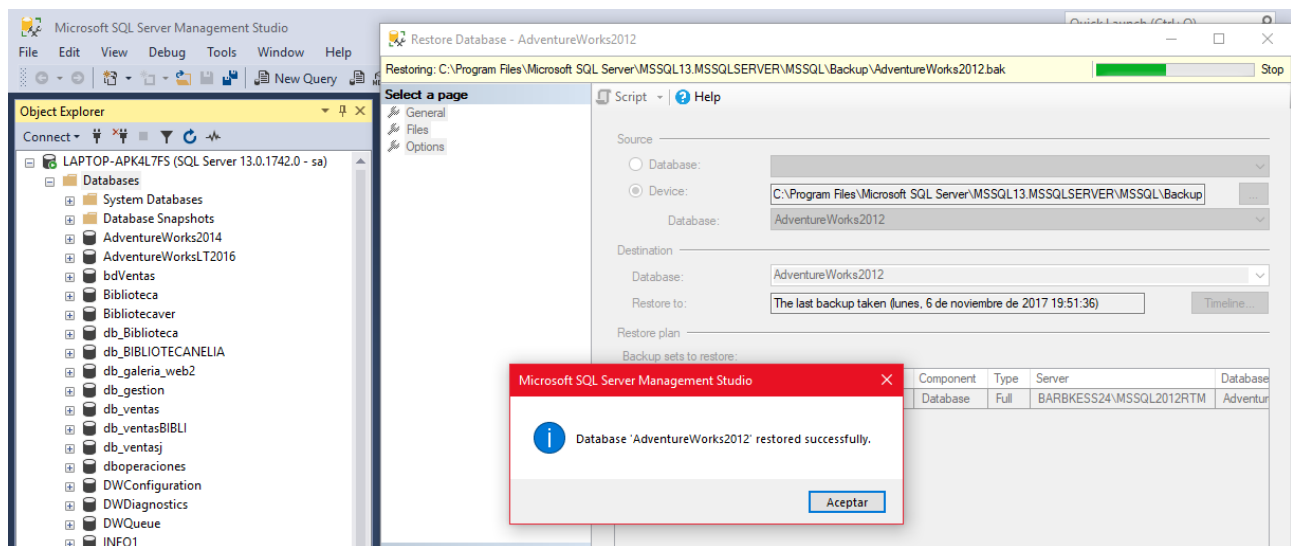 Microsoft SQL Server Management Studio
File Edit View Debug Tools Window Help
New Query
Object Explorer
Connect
LAPTOP-APK4L7FS (SQL Server 13.0.1742.0 - sa)
Databases
System Databases
Database Snapshots
AdventureWorks2014
AdventureWorksLT2016
bdVentas
Biblioteca
Bibliotecaver
db_Biblioteca
db_BIBLIOTECANELIA
db_galeria_web2
db_gestion
db_ventas
db_ventasBIBLI
db_ventasj
dboperaciones
DWConfiguration
DWDiagnostics
DWQueue
INFO1
Quick Launch (Ctrl+Q)
Restore Database - AdventureWorks2012
Restoring: C:\Program Files\Microsoft SQL Server\MSSQL13.MSSQLSERVER\MSSQL\Backup\AdventureWorks2012.bak
Stop
Select a page
General
Files
Options
Script Help
Source
Database:
Device: C:\Program Files\Microsoft SQL Server\MSSQL13.MSSQLSERVER\MSSQL\Backup ...
Database: AdventureWorks2012
Destination
Database: AdventureWorks2012
Restore to: The last backup taken (lunes, 6 de noviembre de 2017 19:51:36) Timeline...
Restore plan
Backup sets to restore:
Component Type Server Database
Database Full BARBKESS24\MSSQL2012RTM Adventur
Microsoft SQL Server Management Studio
Database 'AdventureWorks2012' restored successfully.
Aceptar